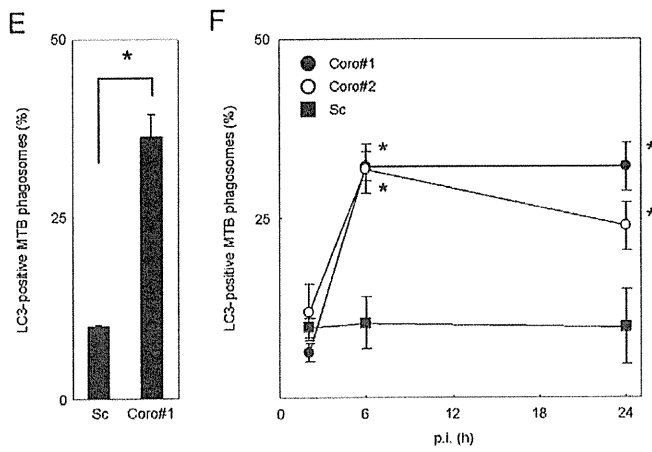 E
50
25
0
LC3-positive MTB phagosomes (%)
*
Sc Coro#1
F
50
25
LC3-positive MTB phagosomes (%)
Coro#1
Coro#2
Sc
*
*
*
*
0 6 12 18 24
p.i. (h)